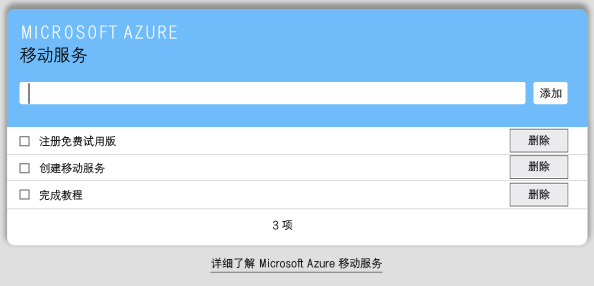 MICROSOFT AZURE
移动服务
添加
注册免费试用版 删除
创建移动服务 删除
完成教程 删除
3 项
详细了解 Microsoft Azure 移动服务